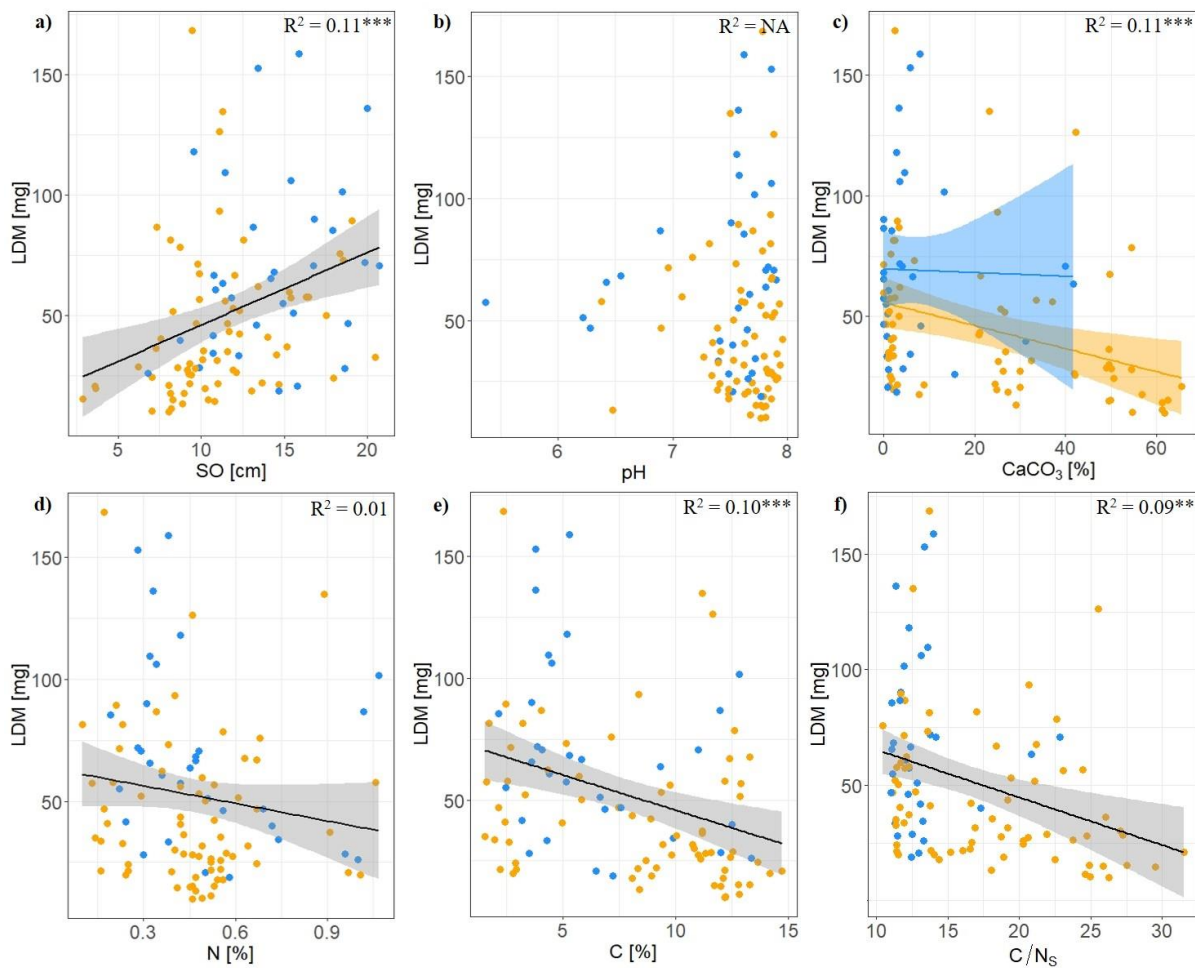 a) R² = 0.11***
LDM [mg]
150
100
50
5 10 15 20
SO [cm]
b) R² = NA
LDM [mg]
150
100
50
6 7 8
pH
c) R² = 0.11***
LDM [mg]
150
100
50
0 20 40 60
CaCO₃ [%]
d) R² = 0.01
LDM [mg]
150
100
50
0.3 0.6 0.9
N [%]
e) R² = 0.10***
LDM [mg]
150
100
50
5 10 15
C [%]
f) R² = 0.09**
LDM [mg]
150
100
50
0
10 15 20 25 30
C/Nₛ